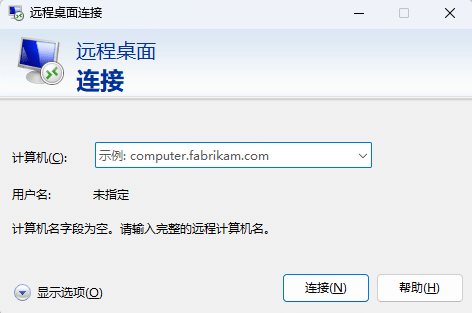 远程桌面连接
远程桌面
连接
计算机(C): 示例: computer.fabrikam.com
用户名: 未指定
计算机名字段为空。请输入完整的远程计算机名。
显示选项(O) 连接(N) 帮助(H)